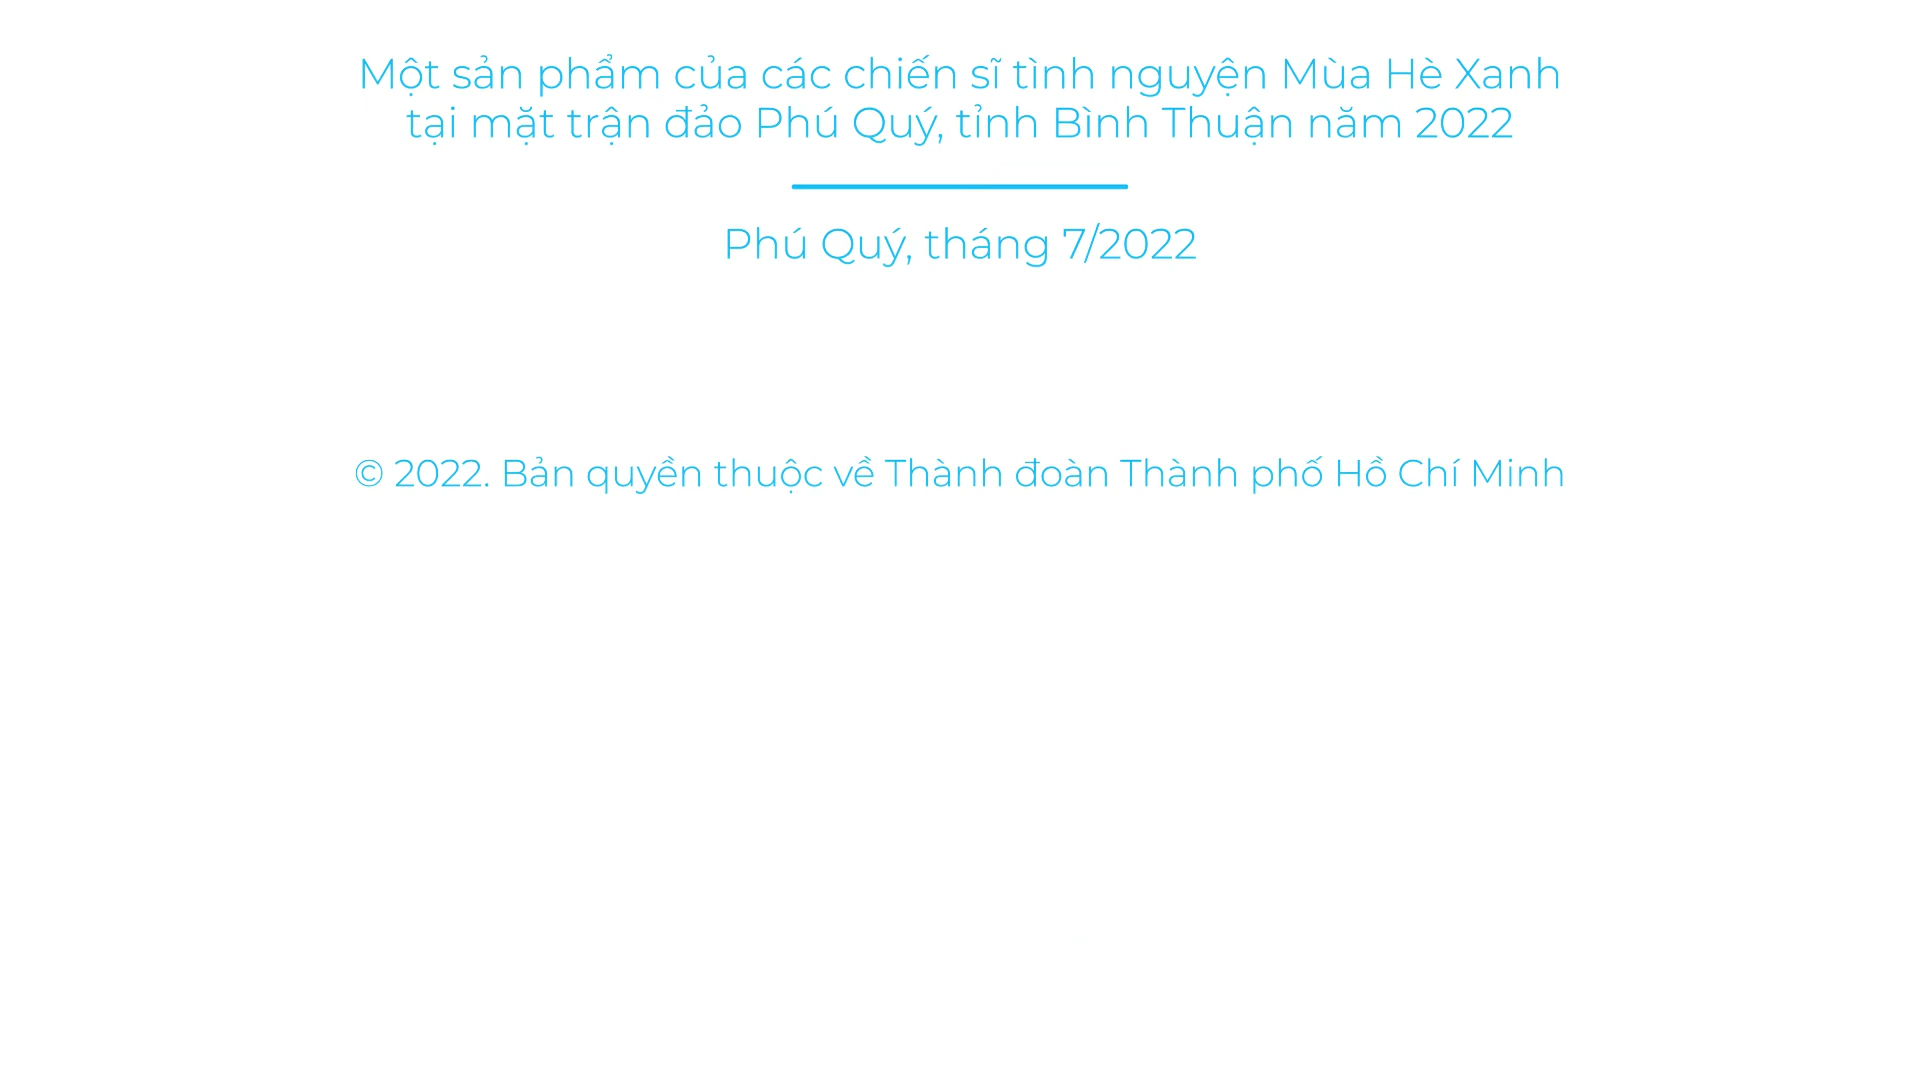 Một sản phẩm của các chiến sĩ tình nguyện Mùa Hè Xanh
tại mặt trận đảo Phú Quý, tỉnh Bình Thuận năm 2022
Phú Quý, tháng 7/2022
© 2022. Bản quyền thuộc về Thành đoàn Thành phố Hồ Chí Minh